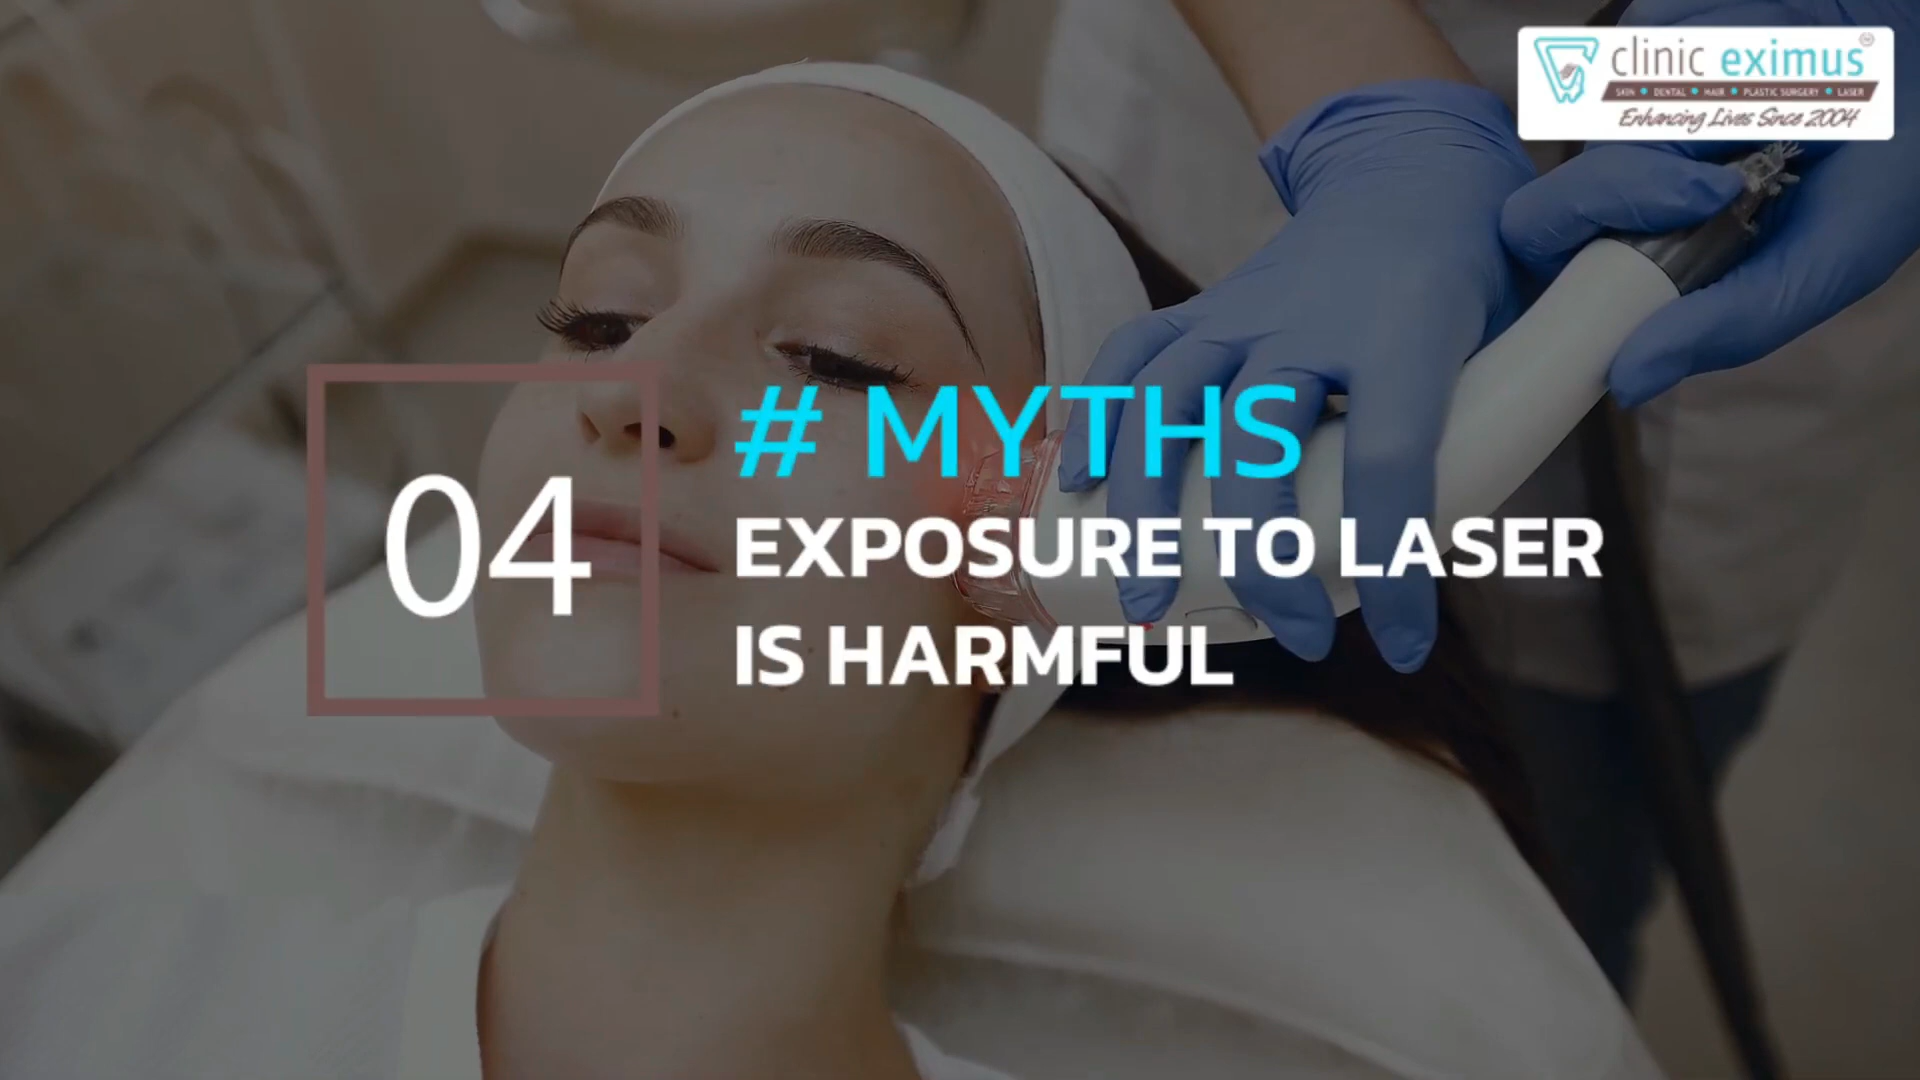 clinic eximus
SKIN • DENTAL • HAIR • PLASTIC SURGERY • LASER
Enhancing Lives Since 2004
04
# MYTHS
EXPOSURE TO LASER
IS HARMFUL